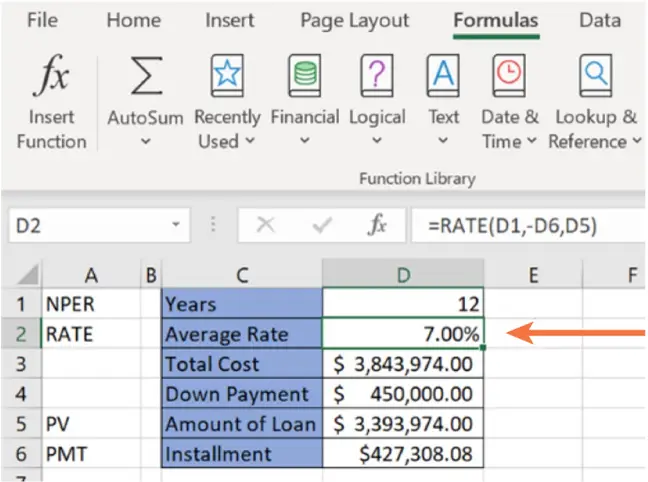 File Home Insert Page Layout Formulas Data
fx Σ ? A
Insert AutoSum Recently Financial Logical Text Date & Lookup &
Function Used Time Reference
Function Library
D2 fx =RATE(D1,-D6,D5)
A B C D E F
1 NPER Years 12
2 RATE Average Rate 7.00%
3 Total Cost $ 3,843,974.00
4 Down Payment $ 450,000.00
5 PV Amount of Loan $ 3,393,974.00
6 PMT Installment $427,308.08
7